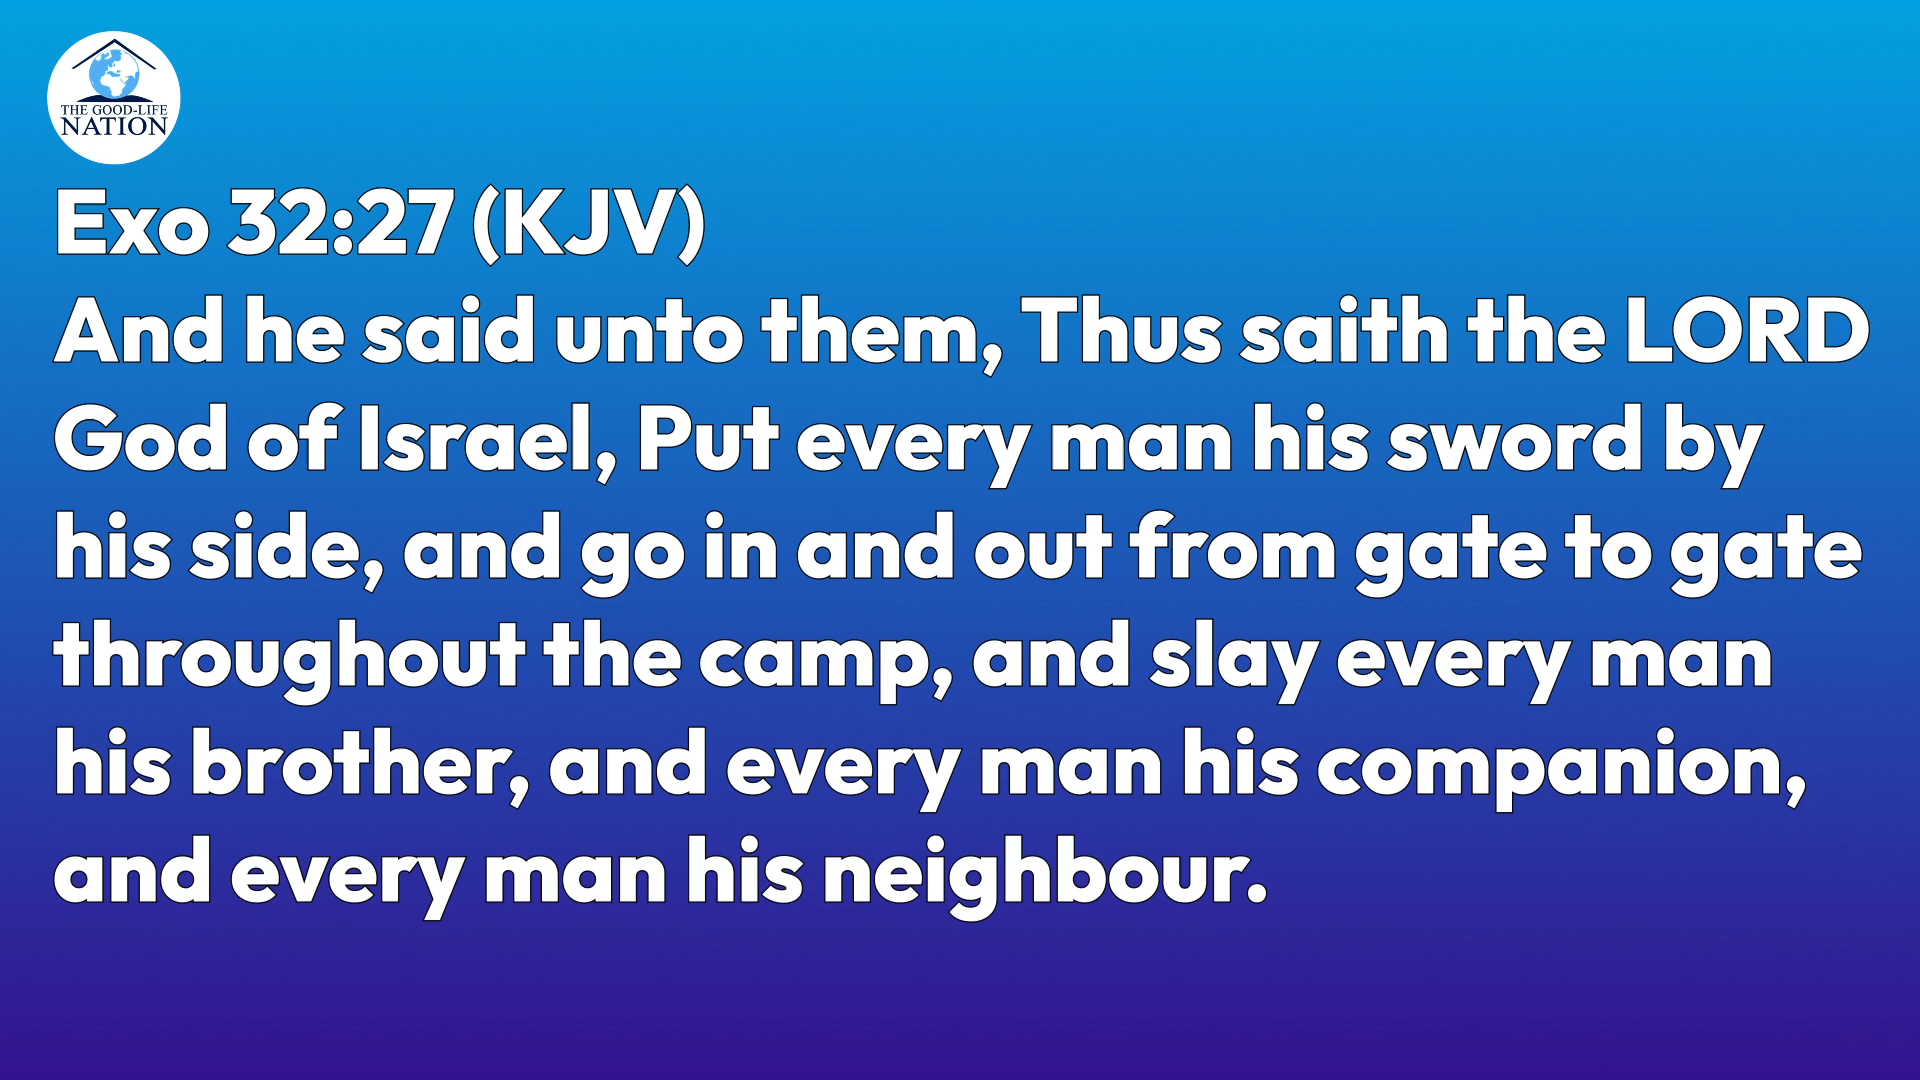 THE GOOD-LIFE
NATION
Exo 32:27 (KJV)
And he said unto them, Thus saith the LORD
God of Israel, Put every man his sword by
his side, and go in and out from gate to gate
throughout the camp, and slay every man
his brother, and every man his companion,
and every man his neighbour.